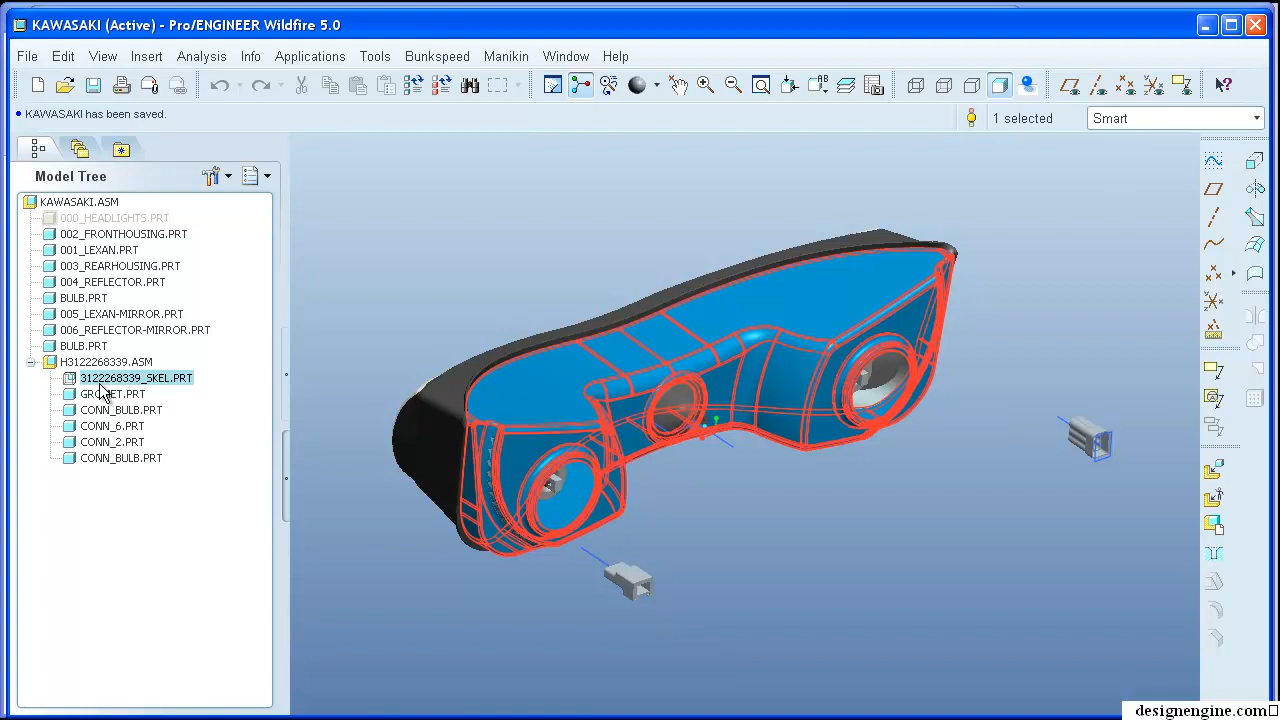 KAWASAKI (Active) - Pro/ENGINEER Wildfire 5.0
File Edit View Insert Analysis Info Applications Tools Bunkspeed Manikin Window Help
KAWASAKI has been saved.
1 selected
Smart
Model Tree
KAWASAKI.ASM
000_HEADLIGHTS.PRT
002_FRONTHOUSING.PRT
001_LEXAN.PRT
003_REARHOUSING.PRT
004_REFLECTOR.PRT
BULB.PRT
005_LEXAN-MIRROR.PRT
006_REFLECTOR-MIRROR.PRT
BULB.PRT
H3122268339.ASM
3122268339_SKEL.PRT
CONN_BULB.PRT
CONN_6.PRT
CONN_2.PRT
CONN_BULB.PRT
designengine.com